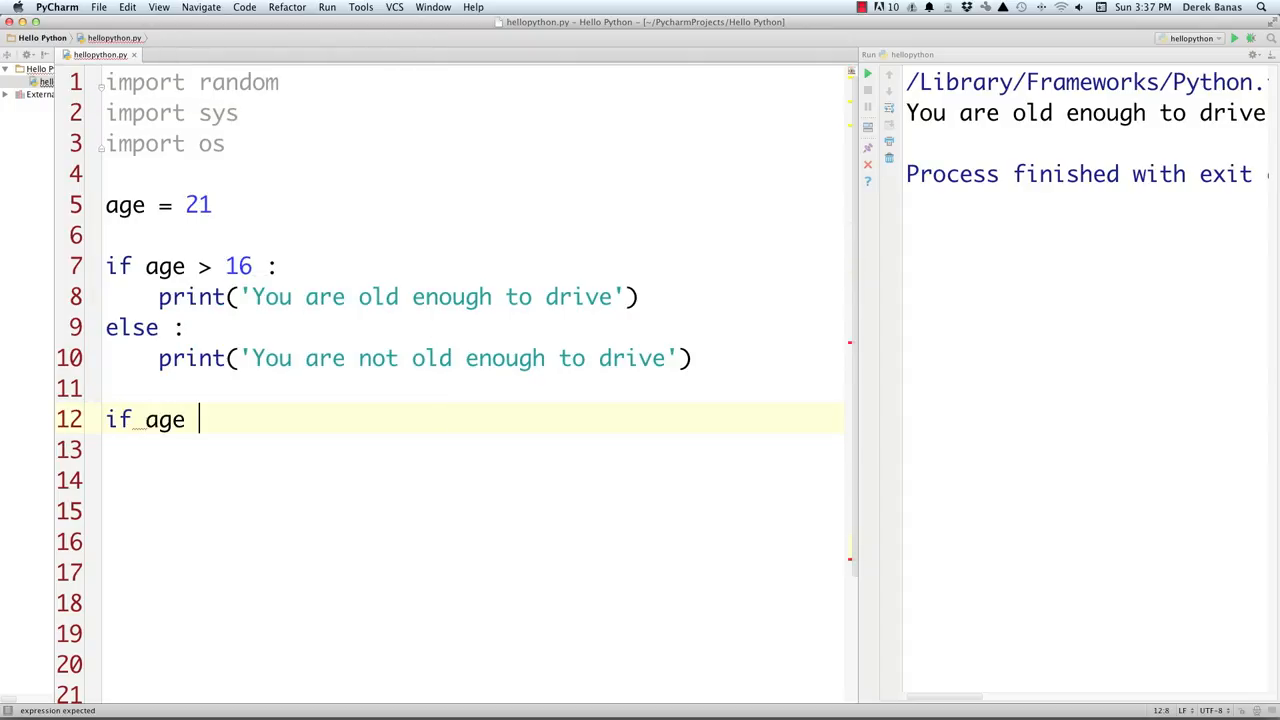 PyCharm File Edit View Navigate Code Refactor Run Tools VCS Window Help 10 8 Sun 3:37 PM Derek Banas
hellopython.py - Hello Python - [~/PycharmProjects/Hello Python]
Hello Python hellopython.py hellopython
hellopython.py Run hellopython
Hello P
hell
Externa
1 import random
2 import sys
3 import os
4
5 age = 21
6
7 if age > 16 :
8 print('You are old enough to drive')
9 else :
10 print('You are not old enough to drive')
11
12 if age
13
14
15
16
17
18
19
20
21
/Library/Frameworks/Python.
You are old enough to drive
Process finished with exit
expression expected 12:8 LF UTF-8